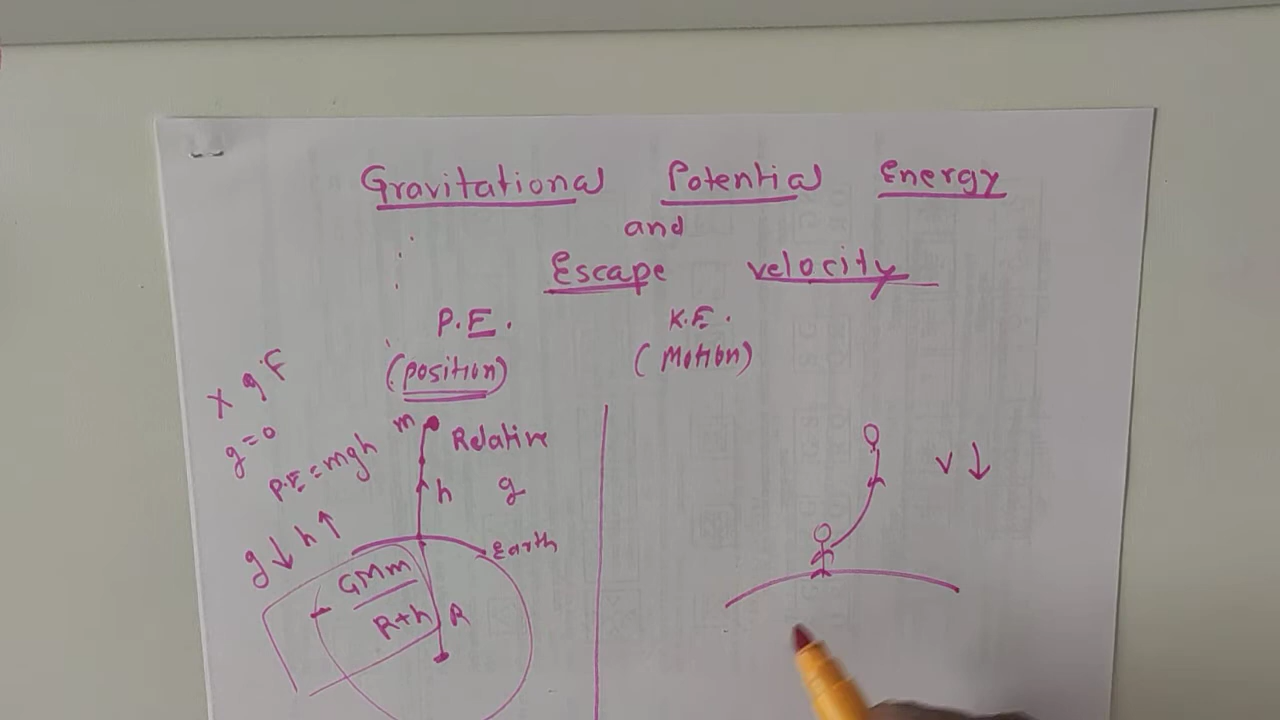 Gravitational Potential Energy
and
Escape velocity
P.E. K.E.
(position) (Motion)
x g F
g=0
P.E = mgh
g↓ h↑
m
Relative
h g
Earth
- GMm
R+h
R
v ↓